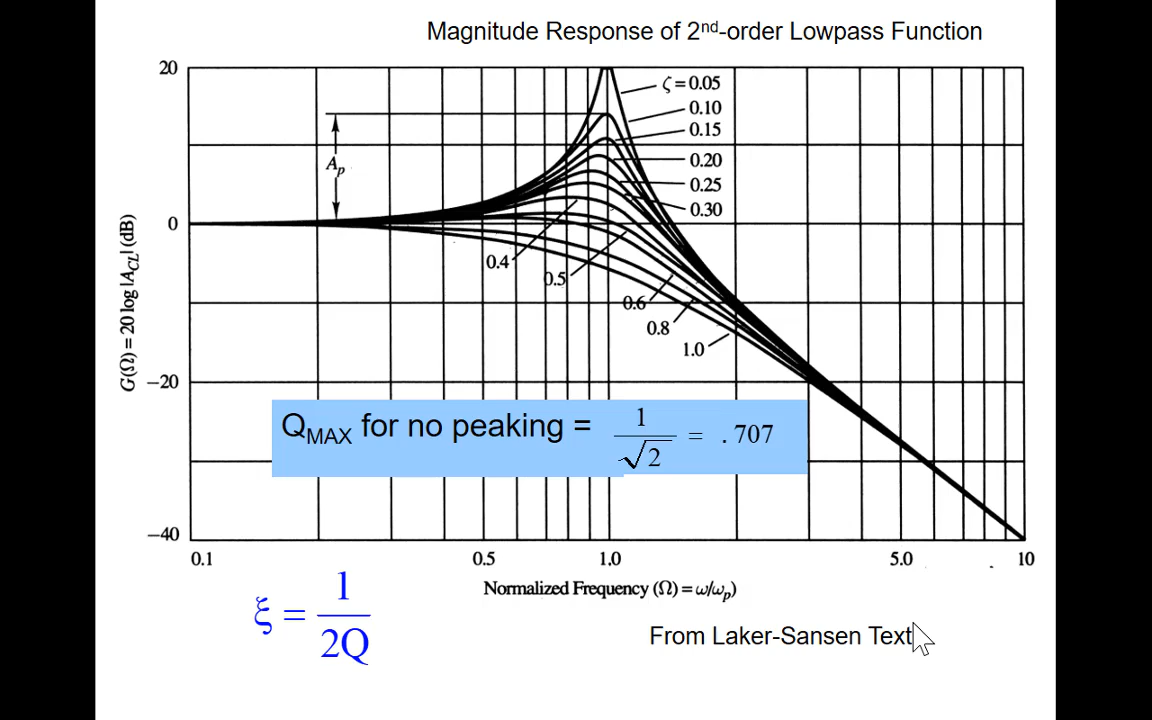 Magnitude Response of 2nd-order Lowpass Function
20
ζ = 0.05
0.10
0.15
0.20
0.25
0.30
Ap
0
0.4
0.5
0.6
0.8
1.0
G(Ω) = 20 log |ACL| (dB)
−20
QMAX for no peaking = 1/√2 = .707
−40
0.1 0.5 1.0 5.0 10
Normalized Frequency (Ω) = ω/ωp)
ξ = 1/2Q
From Laker-Sansen Text